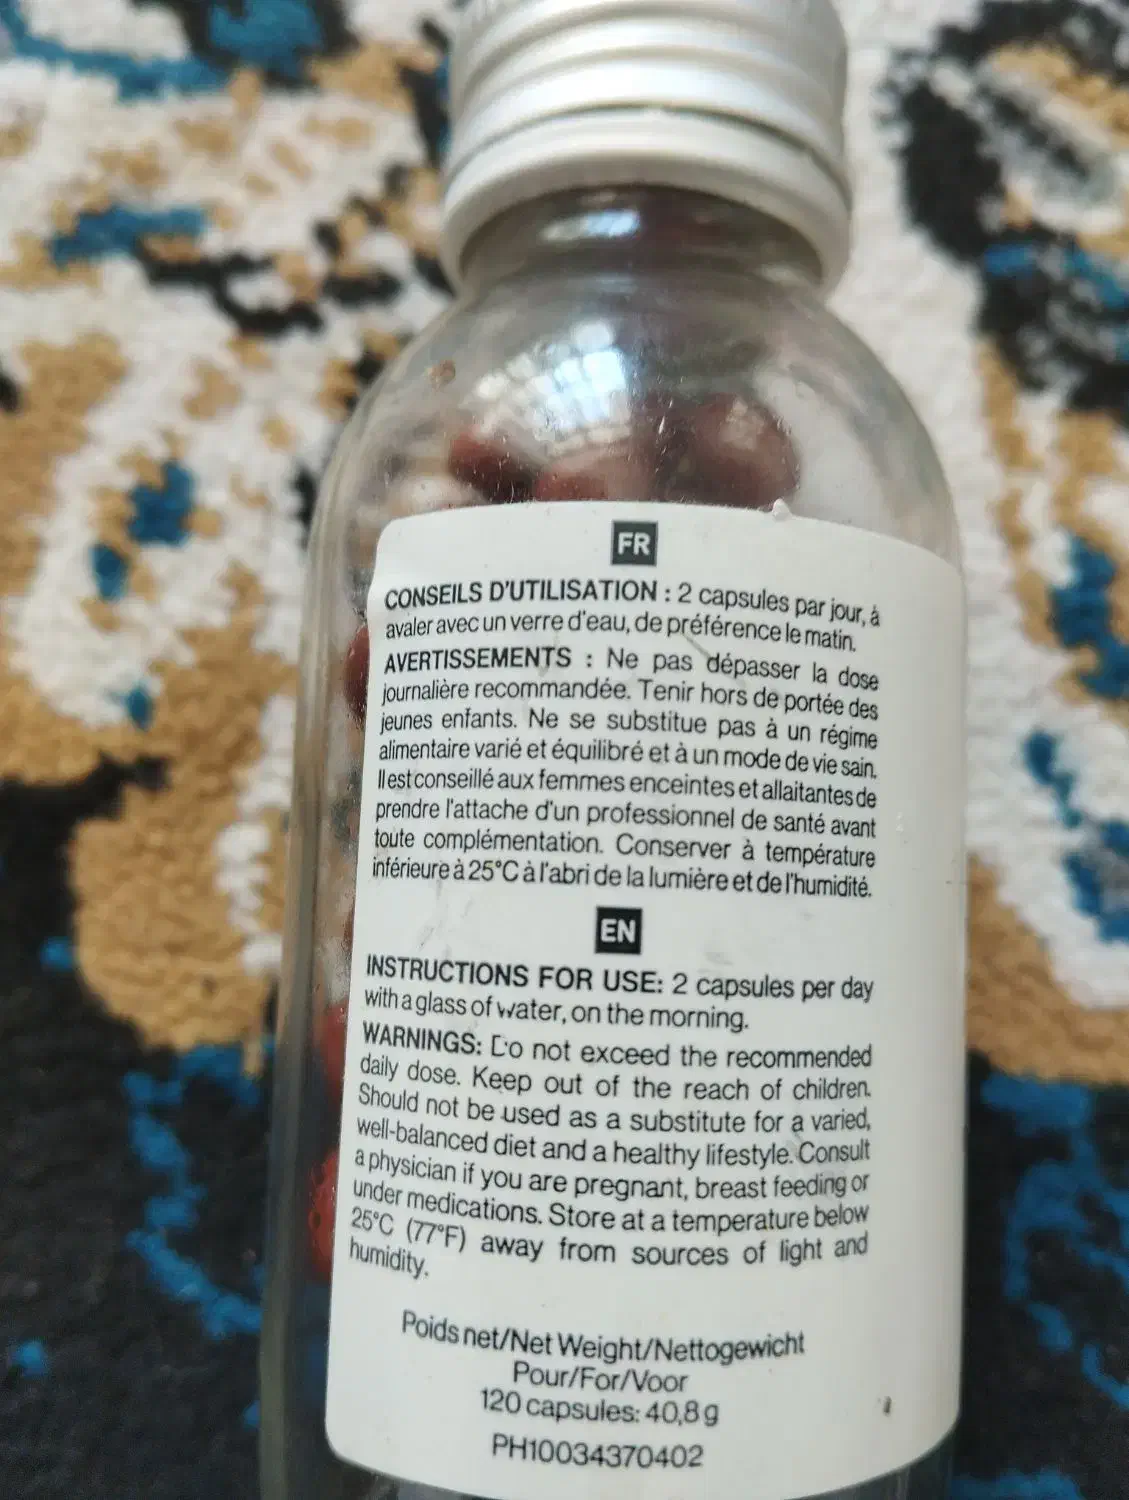 FR
CONSEILS D'UTILISATION : 2 capsules par jour, à
avaler avec un verre d'eau, de préférence le matin.
AVERTISSEMENTS : Ne pas dépasser la dose
journalière recommandée. Tenir hors de portée des
jeunes enfants. Ne se substitue pas à un régime
alimentaire varié et équilibré et à un mode de vie sain.
Il est conseillé aux femmes enceintes et allaitantes de
prendre l'attache d'un professionnel de santé avant
toute complémentation. Conserver à température
inférieure à 25°C à l'abri de la lumière et de l'humidité.
EN
INSTRUCTIONS FOR USE: 2 capsules per day
with a glass of water, on the morning.
WARNINGS: Do not exceed the recommended
daily dose. Keep out of the reach of children.
Should not be used as a substitute for a varied,
well-balanced diet and a healthy lifestyle. Consult
a physician if you are pregnant, breast feeding or
under medications. Store at a temperature below
25°C (77°F) away from sources of light and
humidity.
Poids net/Net Weight/Nettogewicht
Pour/For/Voor
120 capsules: 40,8 g
PH10034370402